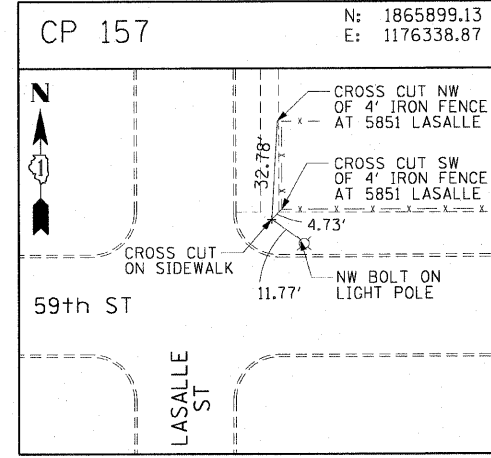 CP 157
N: 1865899.13
E: 1176338.87
N
1
CROSS CUT NW
OF 4' IRON FENCE
AT 5851 LASALLE
32.78'
CROSS CUT SW
OF 4' IRON FENCE
AT 5851 LASALLE
4.73'
CROSS CUT
ON SIDEWALK
11.77'
NW BOLT ON
LIGHT POLE
59th ST
LASALLE
ST